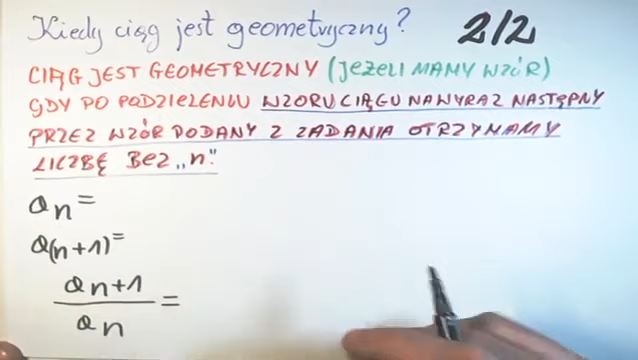 Kiedy ciąg jest geometryczny? 2/2
CIĄG JEST GEOMETRYCZNY (JEŻELI MAMY WZÓR)
GDY PO PODZIELENIU WZORU CIĄGU NA WYRAZ NASTĘPNY
PRZEZ WZÓR PODANY Z ZADANIA OTRZYMAMY
LICZBĘ BEZ „n".
an =
a(n+1) =
an+1
an
=